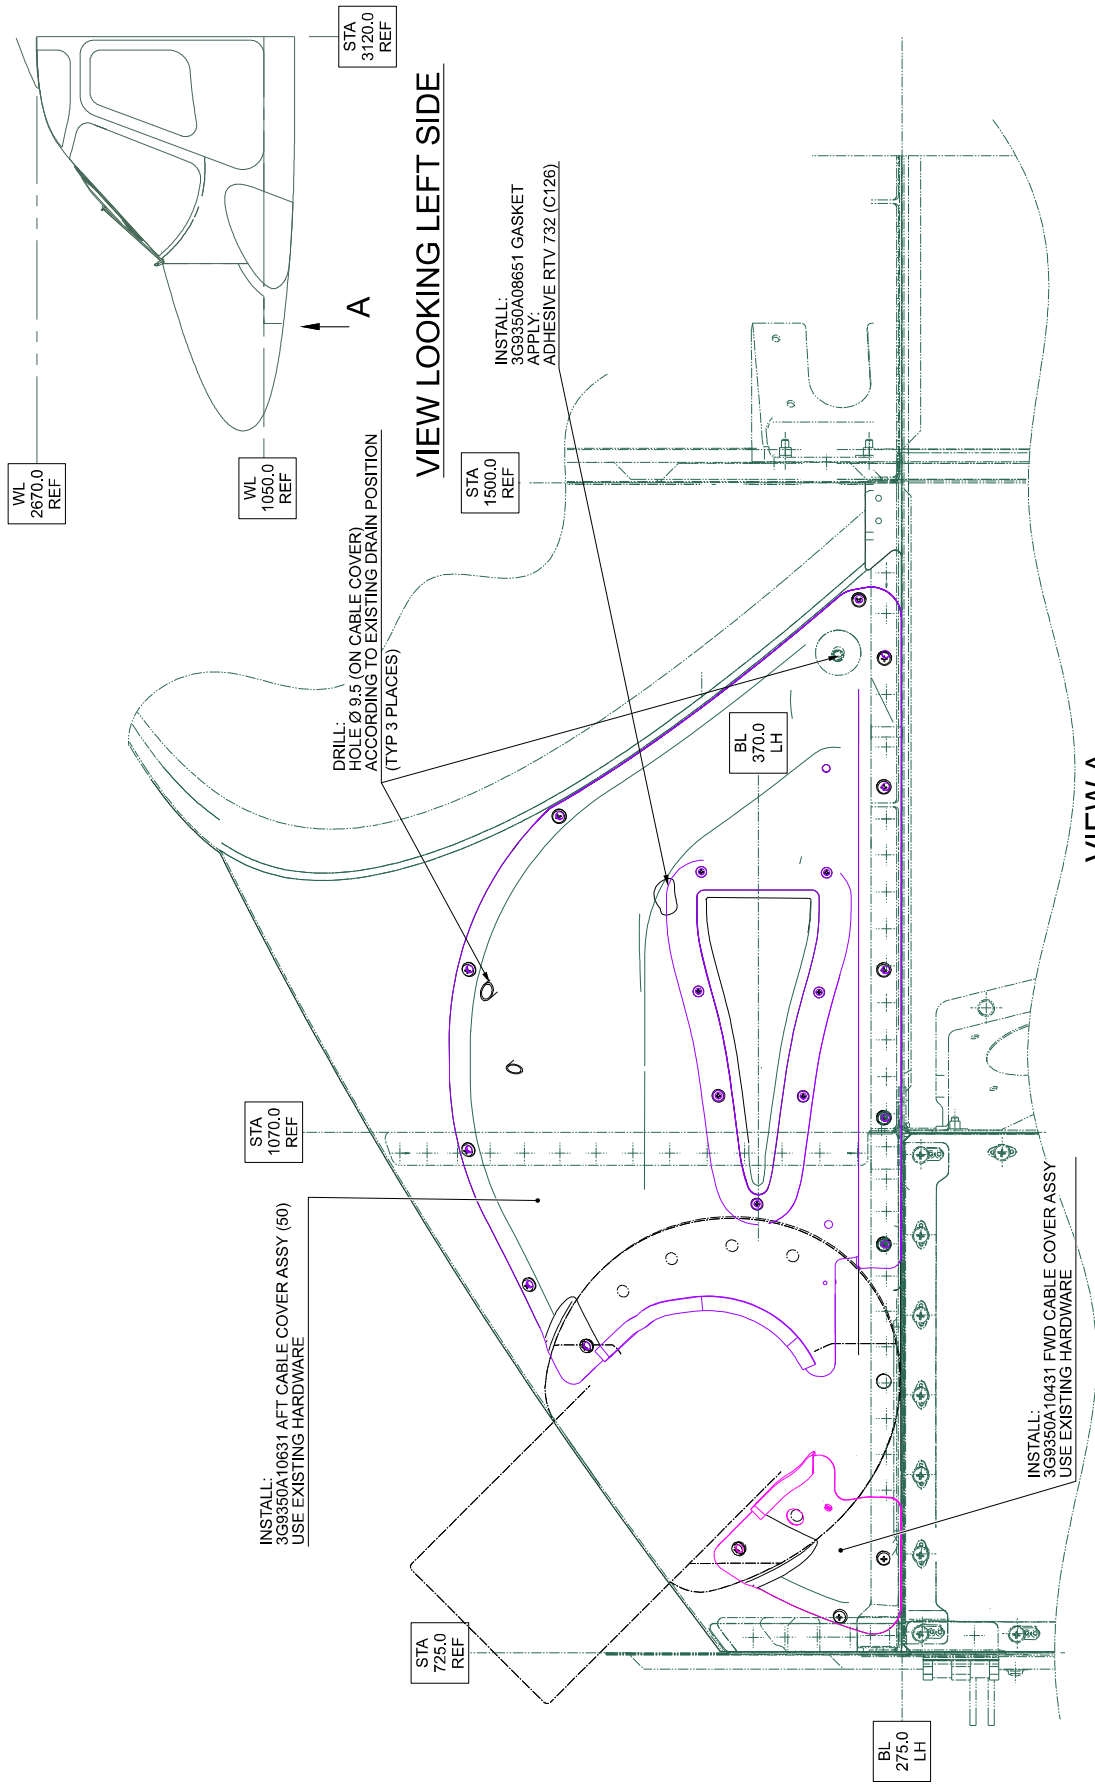 WL
2670.0
REF
STA
3120.0
REF
WL
1050.0
REF
A
VIEW LOOKING LEFT SIDE
STA
1500.0
REF
INSTALL:
3G9350A08651 GASKET
APPLY:
ADHESIVE RTV 732 (C126)
DRILL:
HOLE Ø 9.5 (ON CABLE COVER)
ACCORDING TO EXISTING DRAIN POSITION
(TYP 3 PLACES)
BL
370.0
LH
STA
1070.0
REF
INSTALL:
3G9350A10631 AFT CABLE COVER ASSY (50)
USE EXISTING HARDWARE
STA
725.0
REF
INSTALL:
3G9350A10431 FWD CABLE COVER ASSY
USE EXISTING HARDWARE
BL
275.0
LH
VIEW A